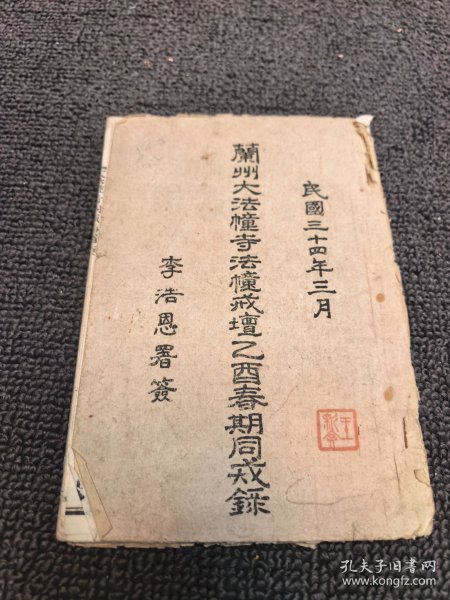 民國三十四年三月
蘭州大法幢寺法幢戒壇乙酉春期同戒錄
李浩恩署簽
孔夫子旧书网
www.kongfz.com